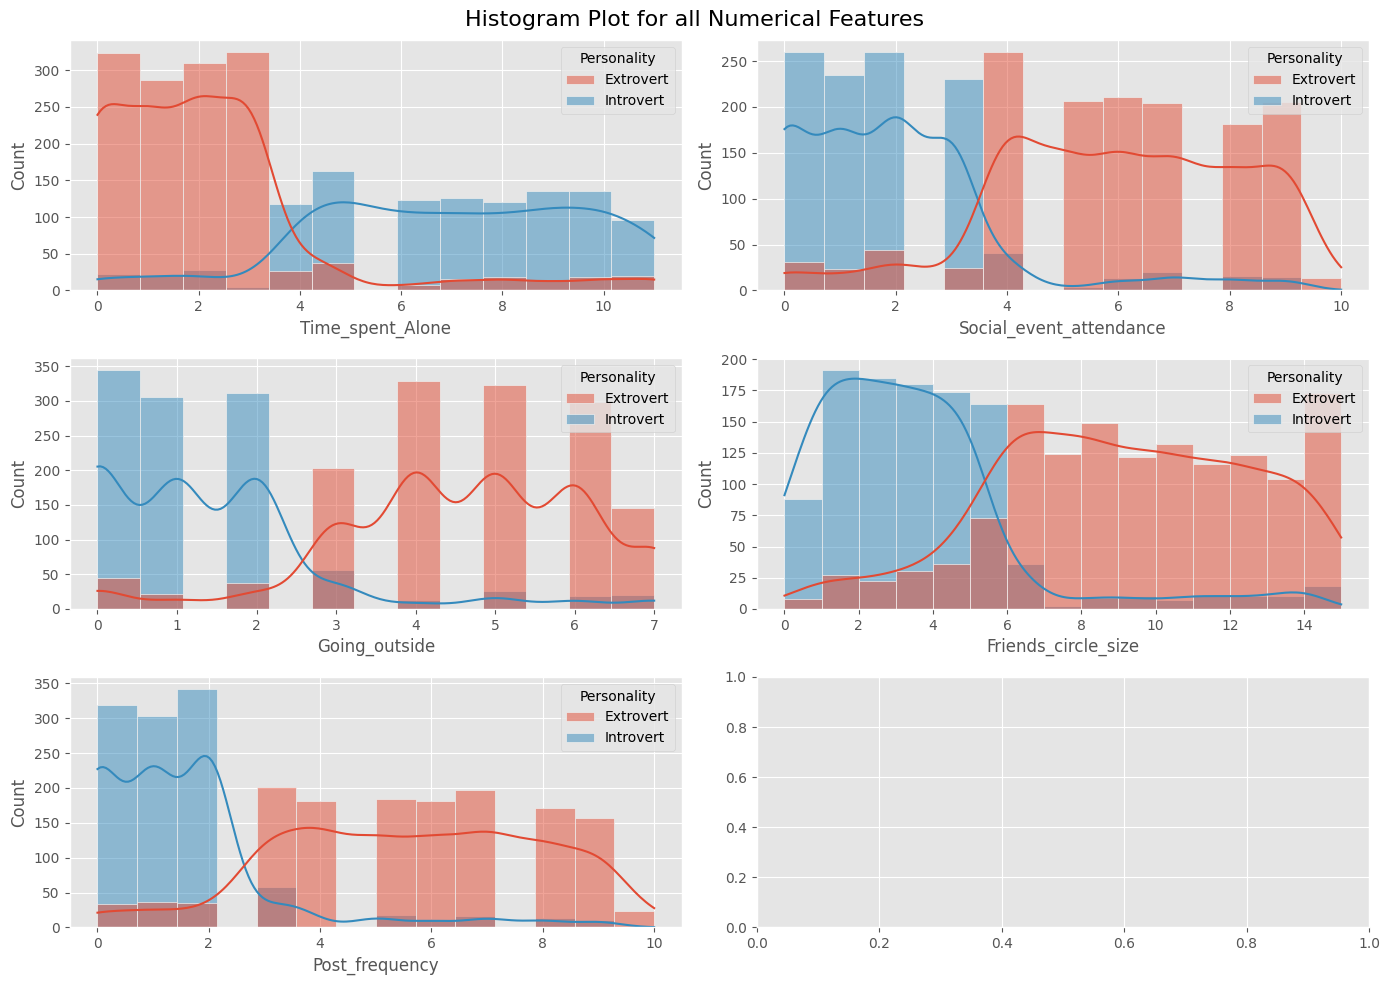 Histogram Plot for all Numerical Features
Count
300
250
200
150
100
50
0
0 2 4 6 8 10
Time_spent_Alone
Personality
Extrovert
Introvert
Count
250
200
150
100
50
0
0 2 4 6 8 10
Social_event_attendance
Personality
Extrovert
Introvert
Count
350
300
250
200
150
100
50
0
0 1 2 3 4 5 6 7
Going_outside
Personality
Extrovert
Introvert
Count
200
175
150
125
100
75
50
25
0
0 2 4 6 8 10 12 14
Friends_circle_size
Personality
Extrovert
Introvert
Count
350
300
250
200
150
100
50
0
0 2 4 6 8 10
Post_frequency
Personality
Extrovert
Introvert
1.0
0.8
0.6
0.4
0.2
0.0
0.0 0.2 0.4 0.6 0.8 1.0